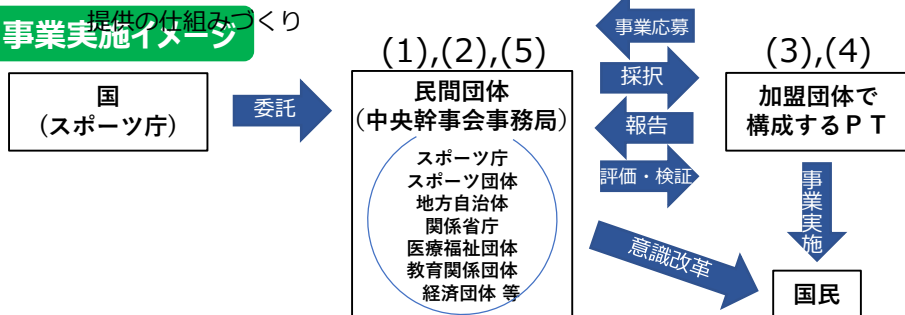 提供の仕組みづくり
事業実施イメージ
国
（スポーツ庁）
委託
(1),(2),(5)
民間団体
（中央幹事会事務局）
スポーツ庁
スポーツ団体
地方自治体
関係省庁
医療福祉団体
教育関係団体
経済団体 等
事業応募
採択
報告
評価・検証
意識改革
(3),(4)
加盟団体で
構成するＰＴ
事業実施
国民